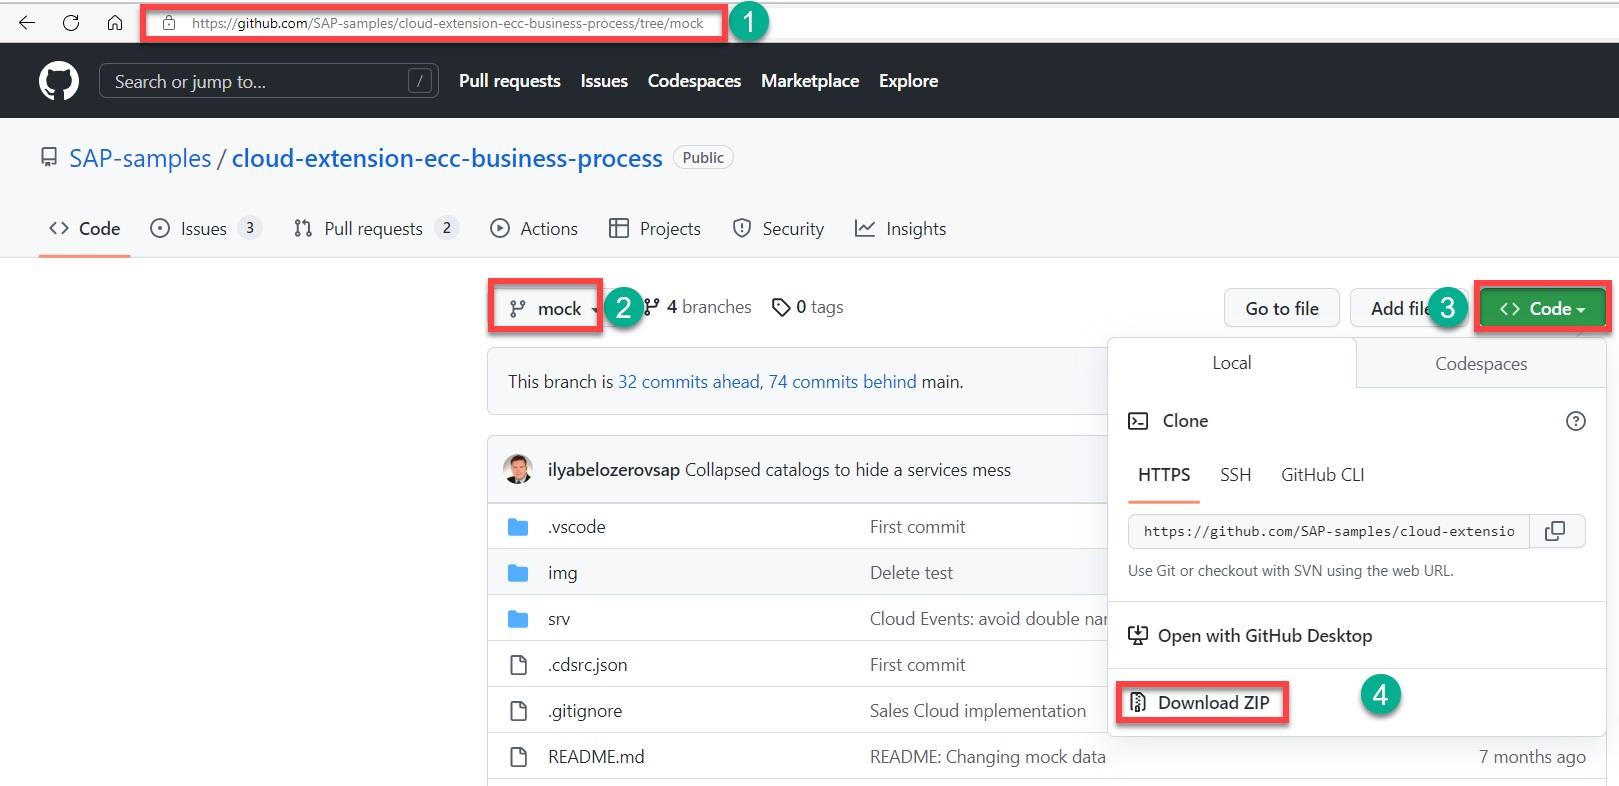 https://github.com/SAP-samples/cloud-extension-ecc-business-process/tree/mock 1
Search or jump to... / Pull requests Issues Codespaces Marketplace Explore
SAP-samples / cloud-extension-ecc-business-process Public
Code Issues 3 Pull requests 2 Actions Projects Security Insights
mock 2 4 branches 0 tags Go to file Add file 3 Code
This branch is 32 commits ahead, 74 commits behind main.
ilyabelozerovsap Collapsed catalogs to hide a services mess
.vscode First commit
img Delete test
srv Cloud Events: avoid double
.cdsrc.json First commit
.gitignore Sales Cloud implementation
README.md README: Changing mock data 7 months ago
Local Codespaces
Clone
HTTPS SSH GitHub CLI
https://github.com/SAP-samples/cloud-extensio
Use Git or checkout with SVN using the web URL.
Open with GitHub Desktop
Download ZIP 4